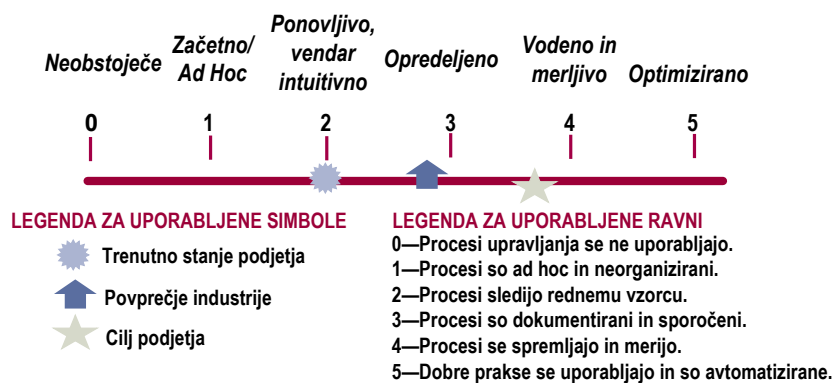 Neobstoječe
Začetno/
Ad Hoc
Ponovljivo,
vendar
intuitivno
Opredeljeno
Vodeno in
merljivo
Optimizirano
0 1 2 3 4 5
LEGENDA ZA UPORABLJENE SIMBOLE
Trenutno stanje podjetja
Povprečje industrije
Cilj podjetja
LEGENDA ZA UPORABLJENE RAVNI
0—Procesi upravljanja se ne uporabljajo.
1—Procesi so ad hoc in neorganizirani.
2—Procesi sledijo rednemu vzorcu.
3—Procesi so dokumentirani in sporočeni.
4—Procesi se spremljajo in merijo.
5—Dobre prakse se uporabljajo in so avtomatizirane.